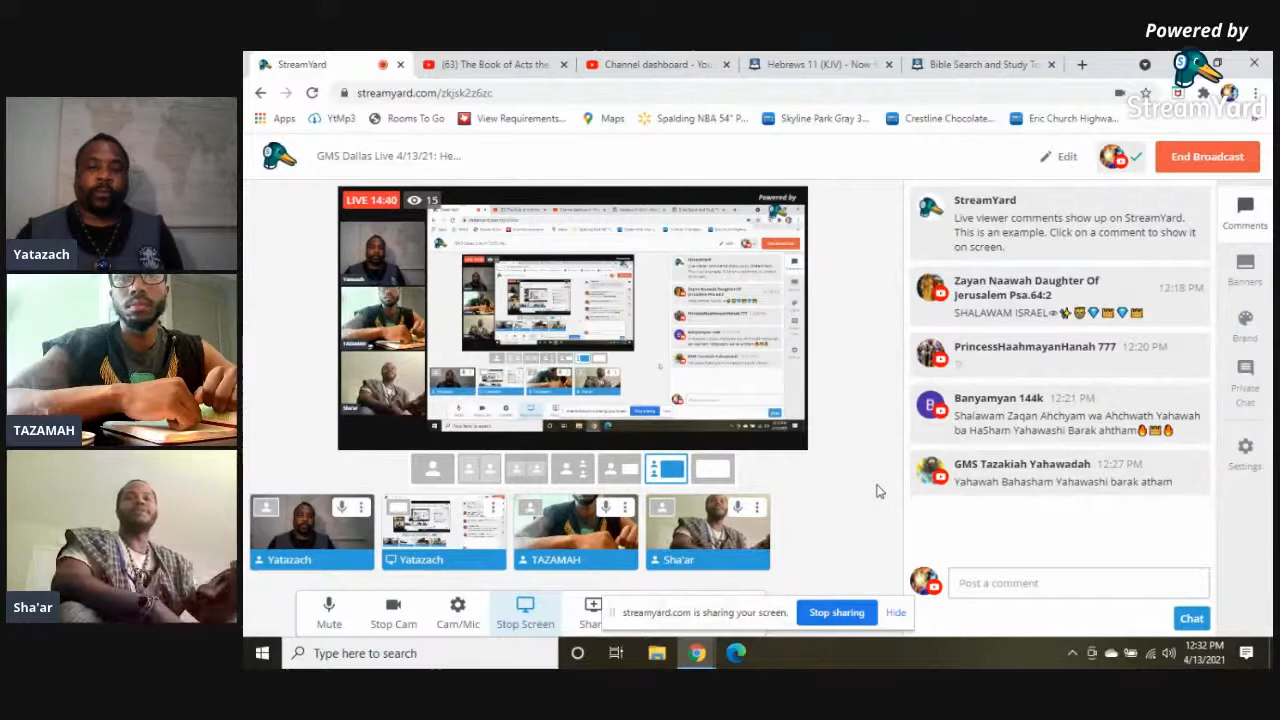 Powered by
StreamYard
StreamYard
(63) The Book of Acts the
Channel dashboard - You
Hebrews 11 (KJV) - Now
Bible Search and Study To
streamyard.com/zkjsk2z6zc
Apps
YtMp3
Rooms To Go
View Requirements...
Maps
Spalding NBA 54" P...
Skyline Park Gray 3...
Crestline Chocolate...
Eric Church Highwa...
GMS Dallas Live 4/13/21: He...
Edit
End Broadcast
LIVE 14:40
15
Powered by
Yatazach
TAZAMAH
Sha'ar
StreamYard
Live viewer comments show up on StreamYard.
This is an example. Click on a comment to show it
on screen.
Zayan Naawah Daughter Of
Jerusalem Psa.64:2
12:18 PM
SHALAWAM ISRAEL
PrincessHaahmayanHanah 777
12:20 PM
Banyamyan 144k
12:21 PM
Shalawam Zaqan Ahchyam wa Ahchwath Yahawah
ba HaSham Yahawashi Barak ahtham
GMS Tazakiah Yahawadah
12:27 PM
Yahawah Bahasham Yahawashi barak atham
Comments
Banners
Brand
Private
Chat
Settings
Yatazach
Yatazach
TAZAMAH
Sha'ar
Post a comment
Chat
Mute
Stop Cam
Cam/Mic
Stop Screen
Shar
streamyard.com is sharing your screen.
Stop sharing
Hide
Type here to search
12:32 PM
4/13/2021